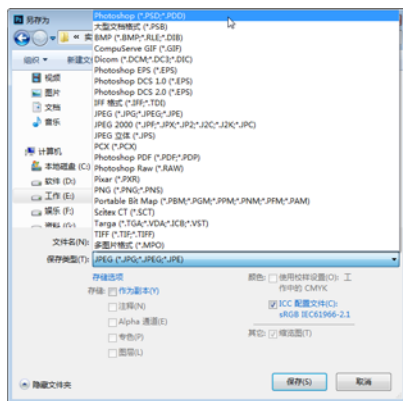 另存为
Photoshop (*.PSD;*.PDD)
大型文档格式 (*.PSB)
BMP (*.BMP;*.RLE;*.DIB)
CompuServe GIF (*.GIF)
Dicom (*.DCM;*.DC3;*.DIC)
Photoshop EPS (*.EPS)
Photoshop DCS 1.0 (*.EPS)
Photoshop DCS 2.0 (*.EPS)
IFF 格式 (*.IFF;*.TDI)
JPEG (*.JPG;*.JPEG;*.JPE)
JPEG 2000 (*.JPF;*.JPX;*.JP2;*.J2C;*.J2K;*.JPC)
JPEG 立体 (*.JPS)
PCX (*.PCX)
Photoshop PDF (*.PDF;*.PDP)
Photoshop Raw (*.RAW)
Pixar (*.PXR)
PNG (*.PNG;*.PNS)
Portable Bit Map (*.PBM;*.PGM;*.PPM;*.PNM;*.PFM;*.PAM)
Scitex CT (*.SCT)
Targa (*.TGA;*.VDA;*.ICB;*.VST)
TIFF (*.TIF;*.TIFF)
多图片格式 (*.MPO)
« 实
组织 新建文
视频
图片
文档
音乐
计算机
本地磁盘 (C:)
软件 (D:)
工作 (E:)
娱乐 (F:)
资料 (G:)
文件名(N):
保存类型(T): JPEG (*.JPG;*.JPEG;*.JPE)
存储选项
存储: 作为副本(Y)
注释(N)
Alpha 通道(E)
专色(P)
图层(L)
颜色: 使用校样设置(O): 工
作中的 CMYK
ICC 配置文件(C):
sRGB IEC61966-2.1
其它: 缩览图(T)
隐藏文件夹
保存(S) 取消